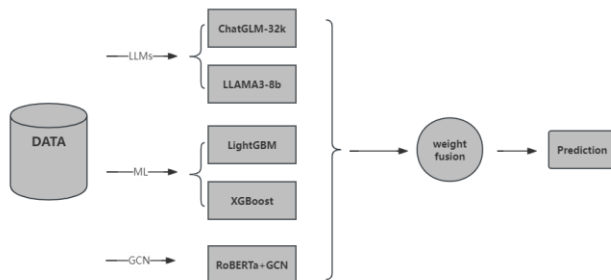 ChatGLM-32k
LLMs
LLAMA3-8b
DATA
LightGBM
ML
XGBoost
GCN
RoBERTa+GCN
weight
fusion
Prediction